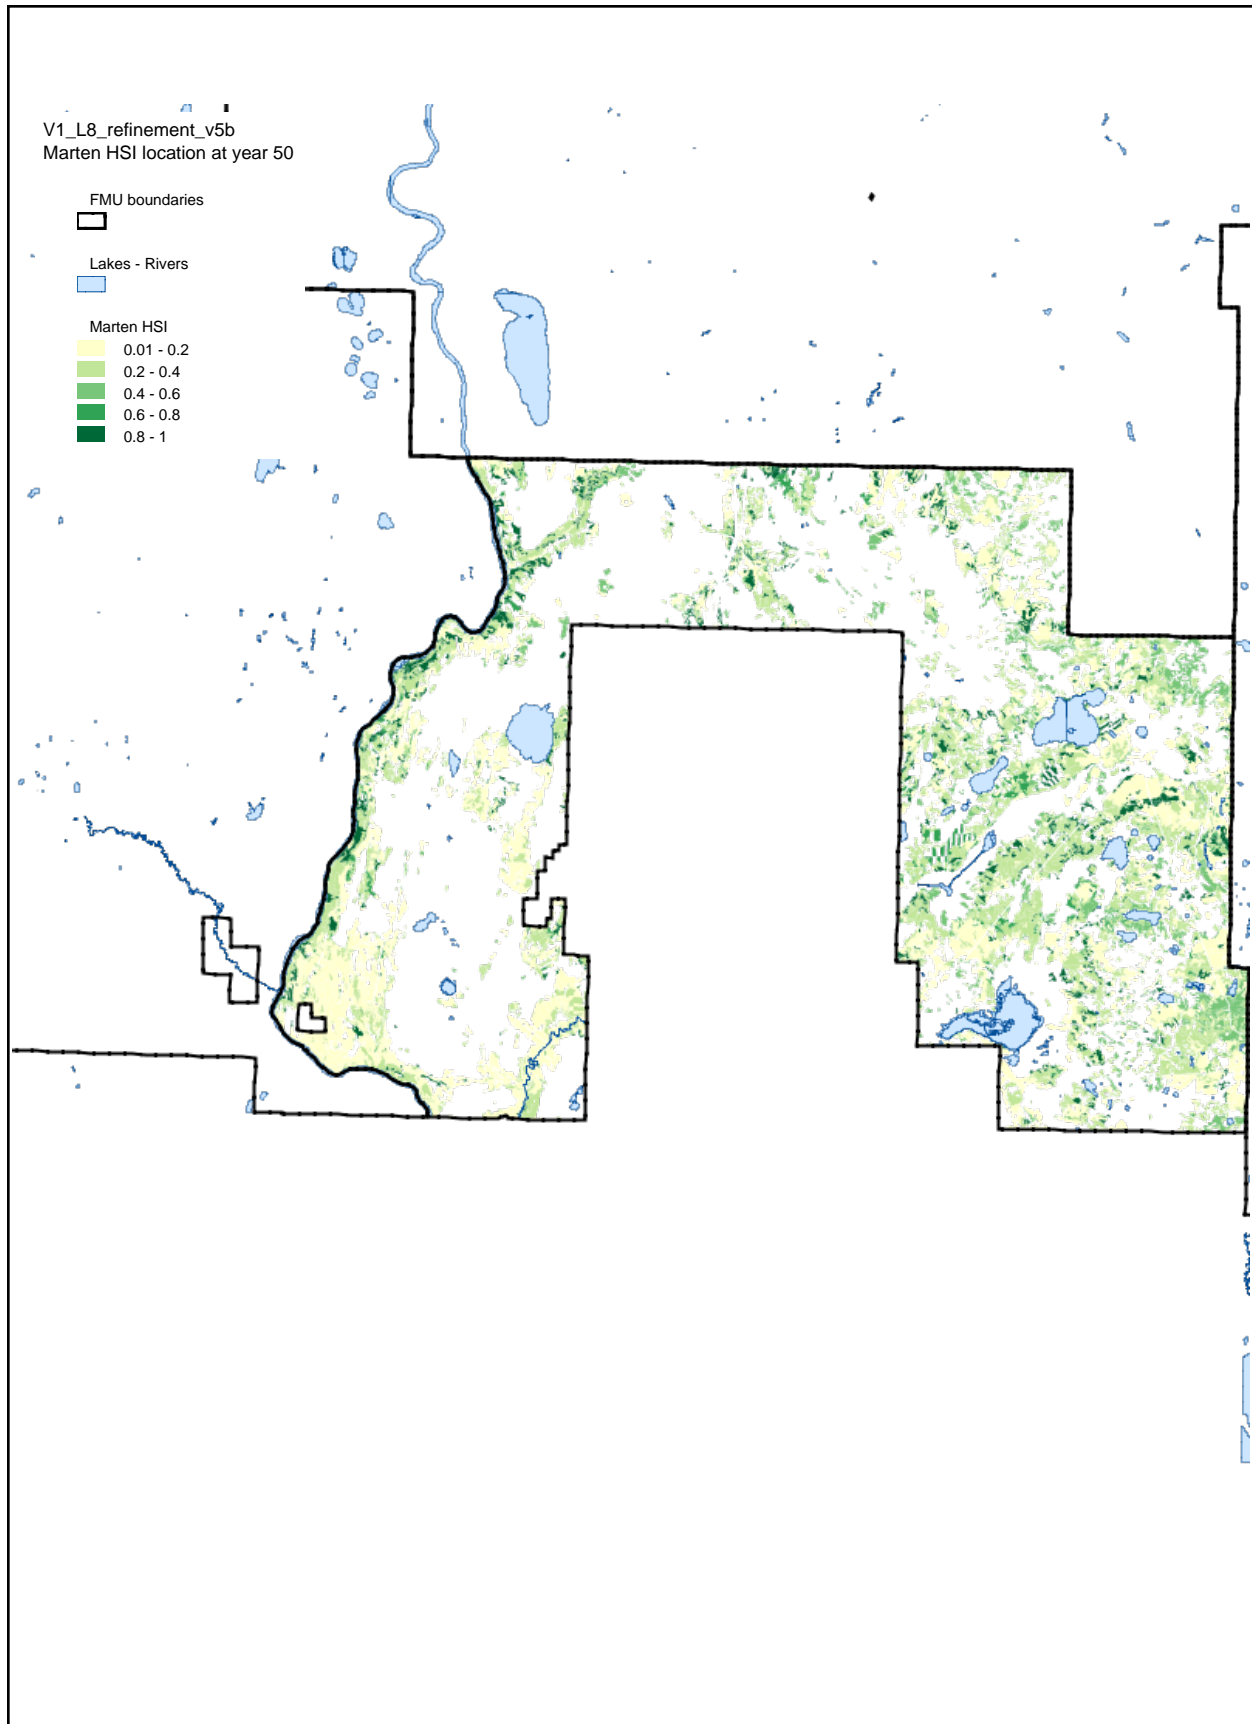 V1_L8_refinement_v5b
Marten HSI location at year 50
FMU boundaries
Lakes - Rivers
Marten HSI
0.01 - 0.2
0.2 - 0.4
0.4 - 0.6
0.6 - 0.8
0.8 - 1